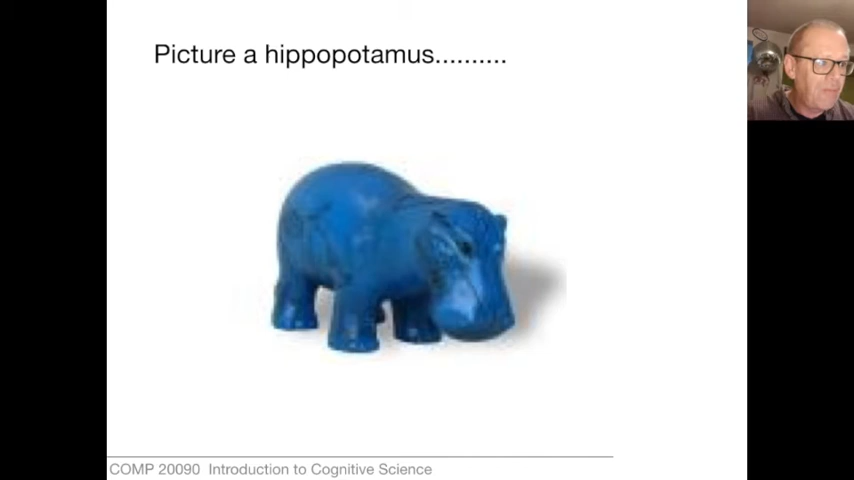 Picture a hippopotamus..........
COMP 20090 Introduction to Cognitive Science